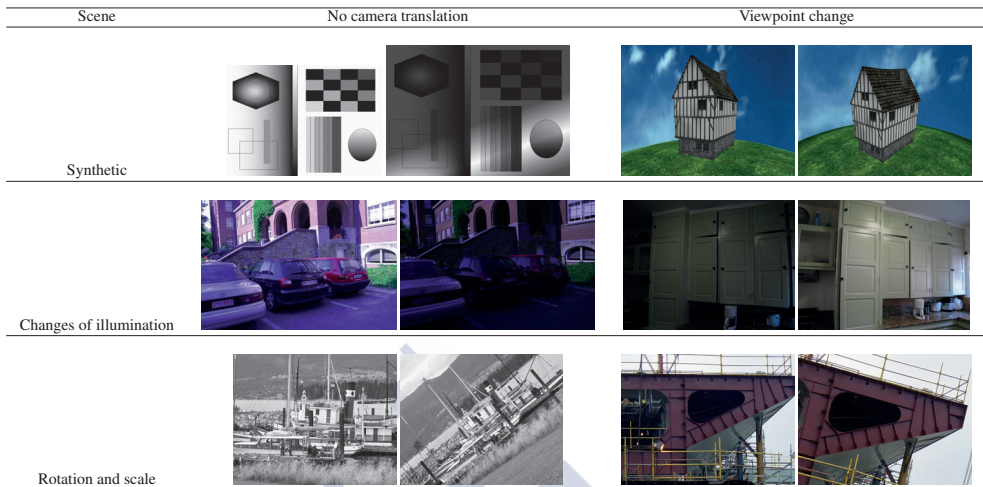 Scene No camera translation Viewpoint change
Synthetic
Changes of illumination
Rotation and scale